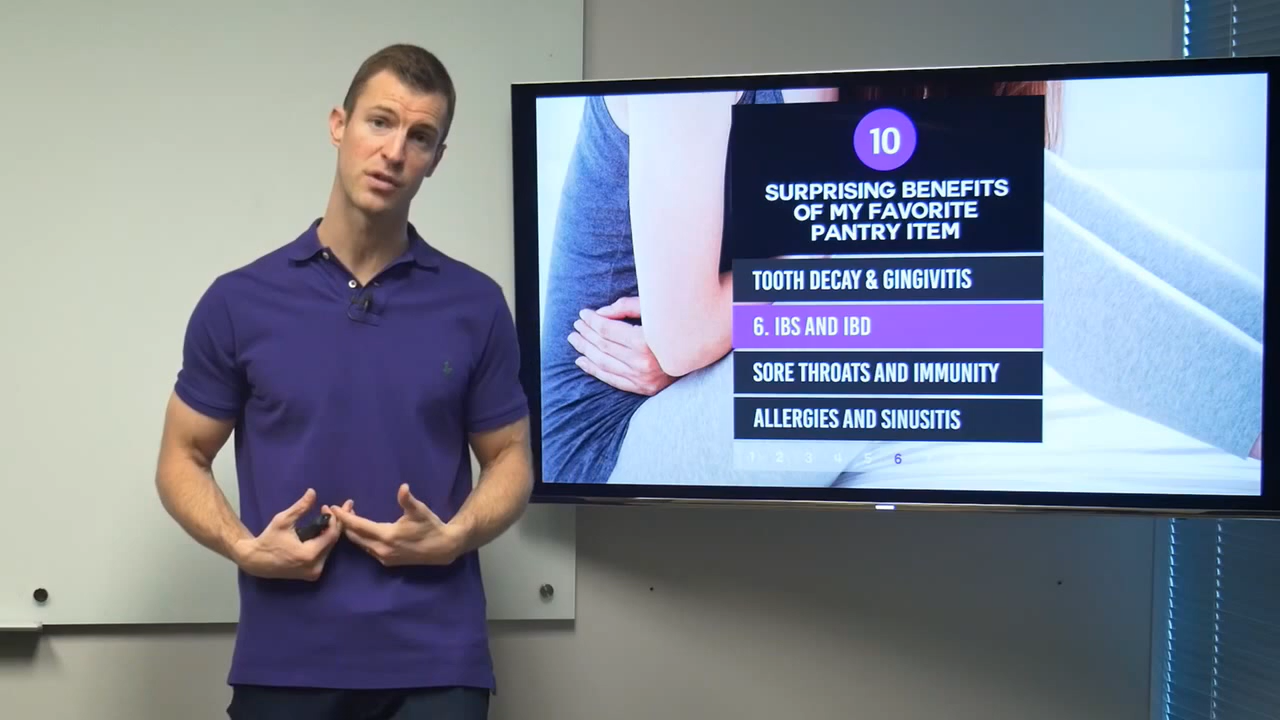 10
SURPRISING BENEFITS
OF MY FAVORITE
PANTRY ITEM
TOOTH DECAY & GINGIVITIS
6. IBS AND IBD
SORE THROATS AND IMMUNITY
ALLERGIES AND SINUSITIS
1 2 3 4 5 6